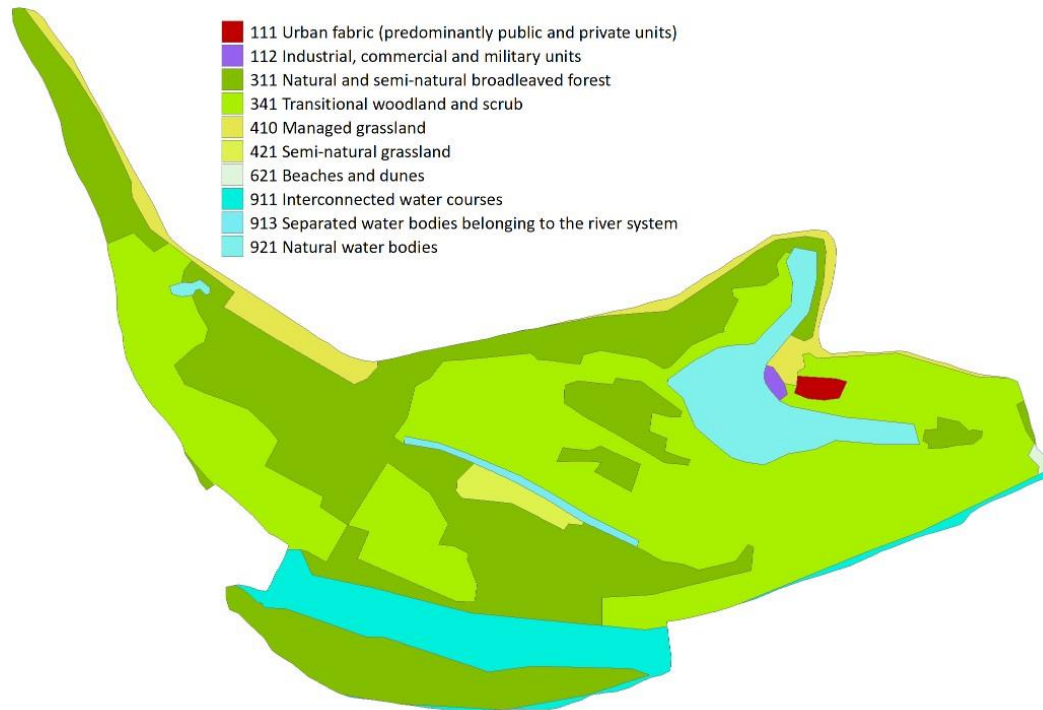 111 Urban fabric (predominantly public and private units)
112 Industrial, commercial and military units
311 Natural and semi-natural broadleaved forest
341 Transitional woodland and scrub
410 Managed grassland
421 Semi-natural grassland
621 Beaches and dunes
911 Interconnected water courses
913 Separated water bodies belonging to the river system
921 Natural water bodies